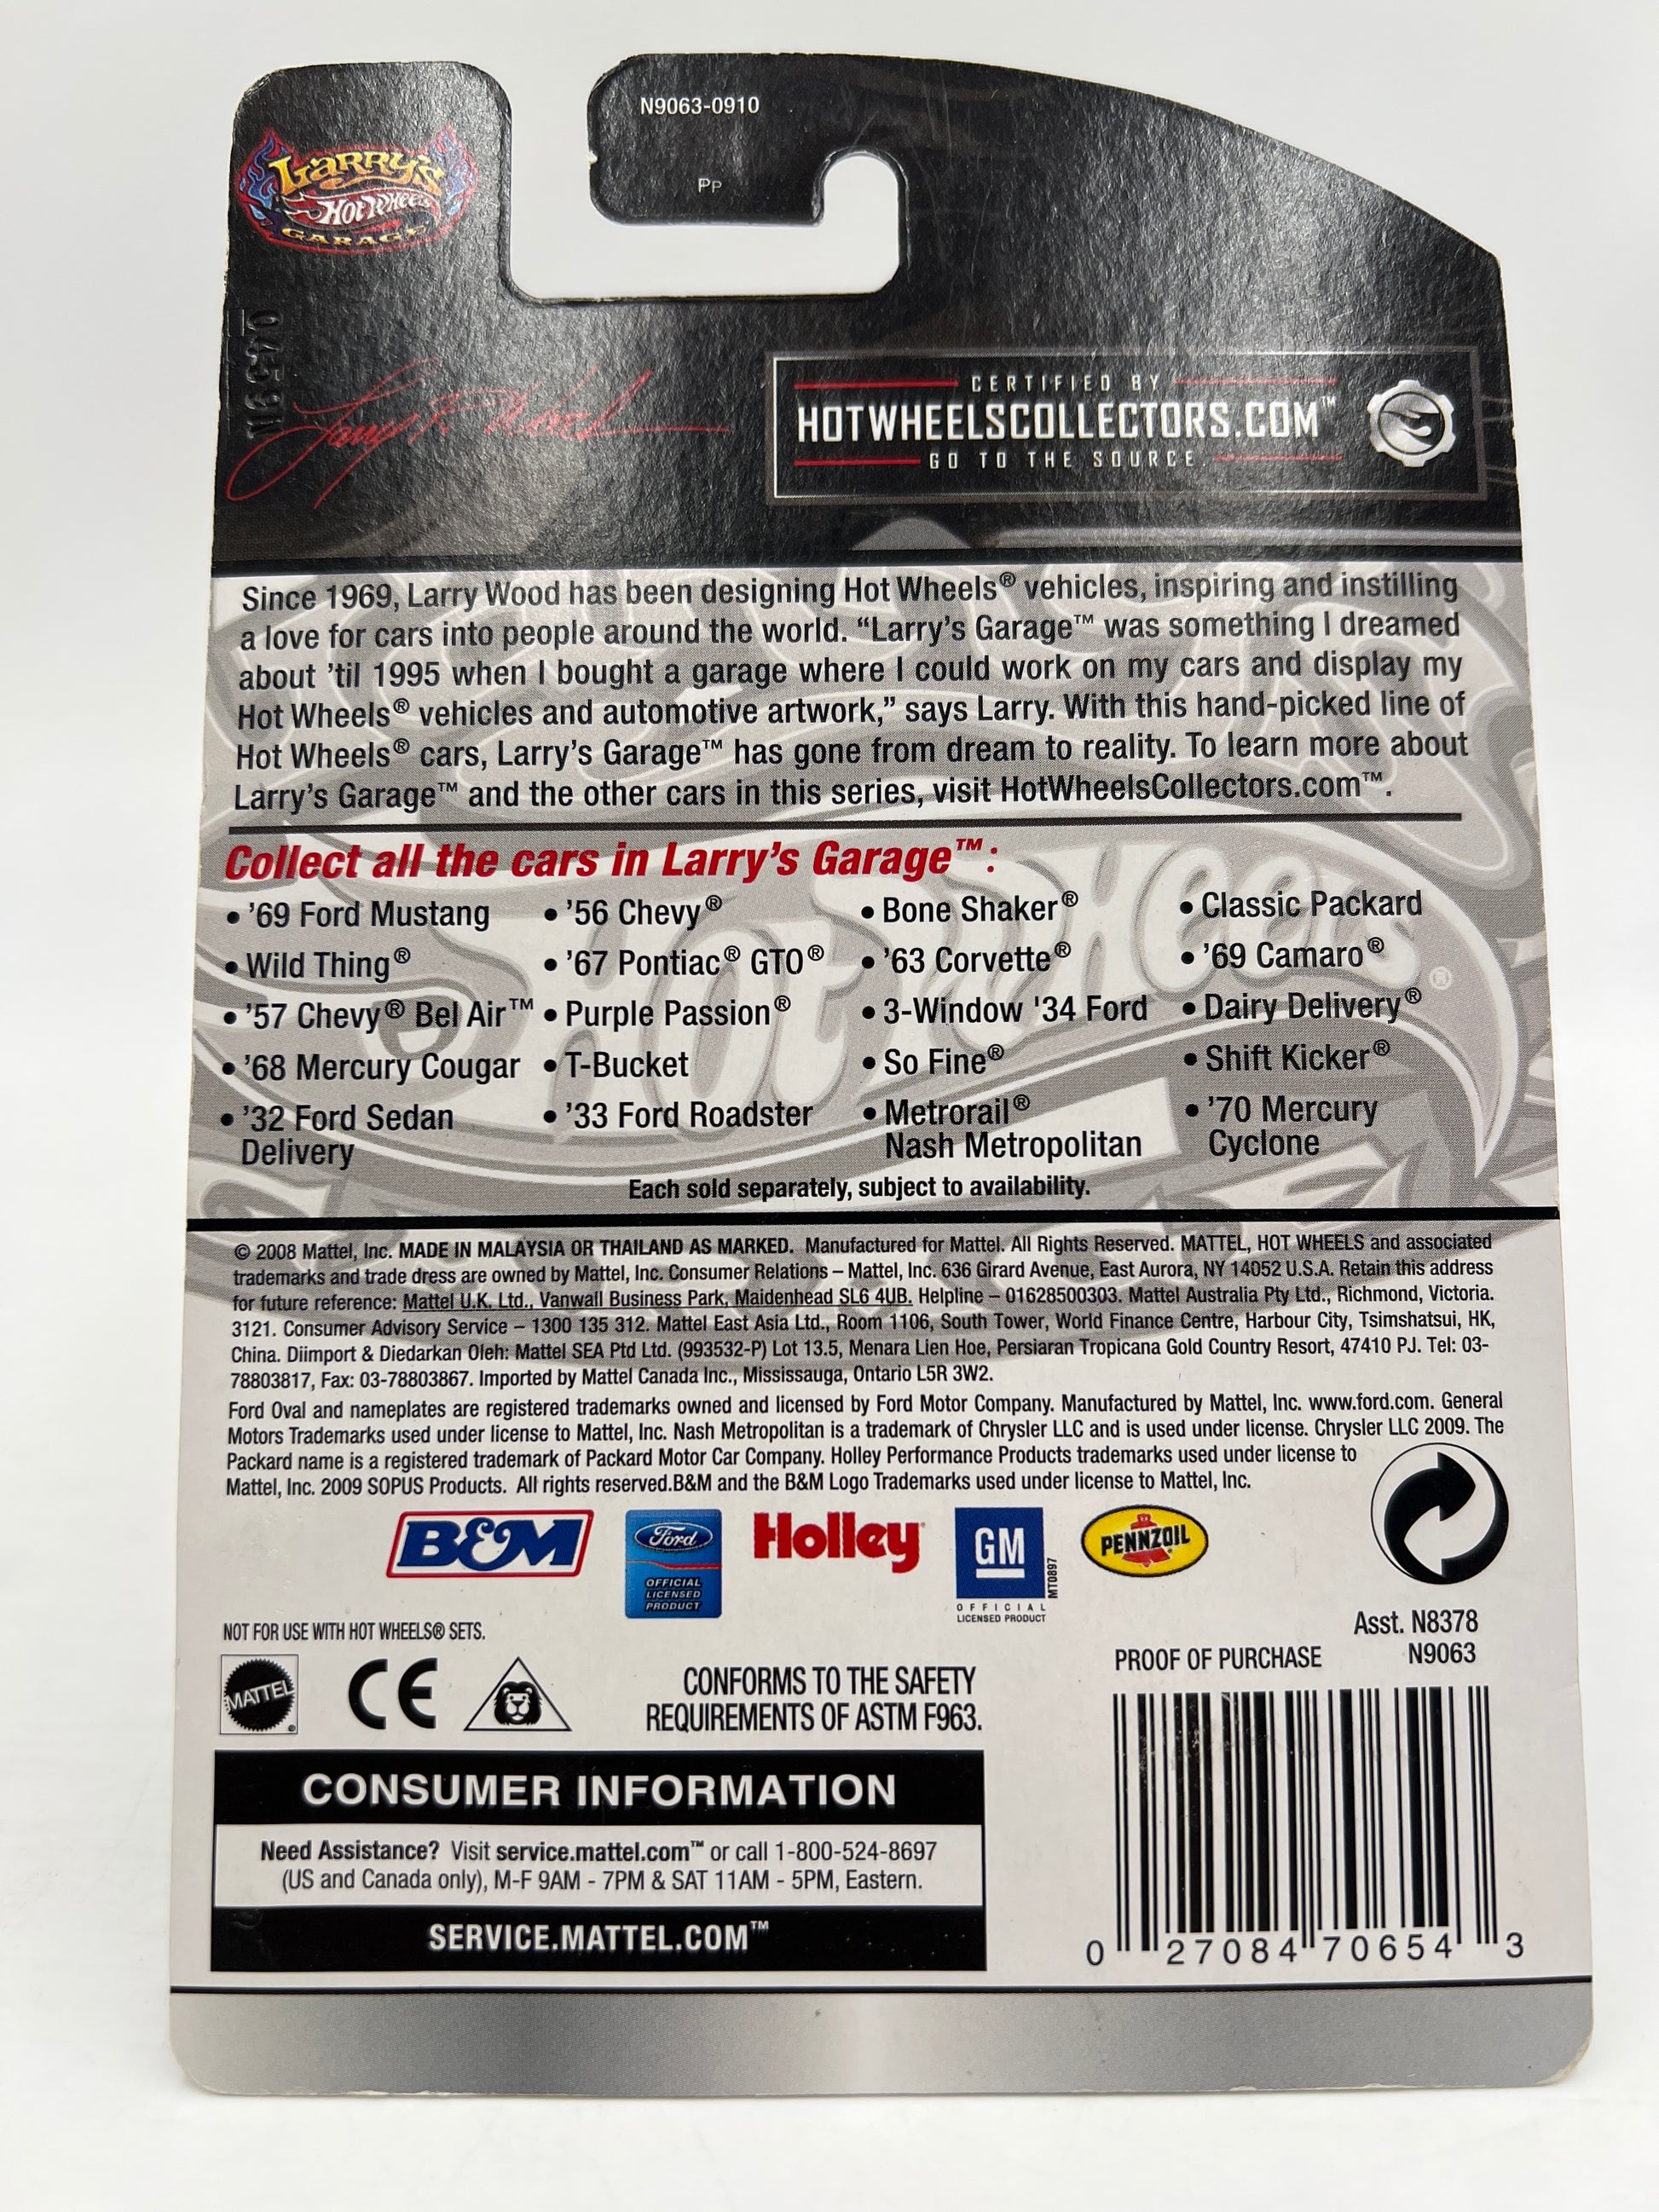 N9063-0910
PP
LARRY'S
Hot Wheels
GARAGE
Larry R. Wood
CERTIFIED BY
HOTWHEELSCOLLECTORS.COM™
GO TO THE SOURCE
Since 1969, Larry Wood has been designing Hot Wheels® vehicles, inspiring and instilling
a love for cars into people around the world. “Larry’s Garage™ was something I dreamed
about ’til 1995 when I bought a garage where I could work on my cars and display my
Hot Wheels® vehicles and automotive artwork,” says Larry. With this hand-picked line of
Hot Wheels® cars, Larry’s Garage™ has gone from dream to reality. To learn more about
Larry’s Garage™ and the other cars in this series, visit HotWheelsCollectors.com™.
Collect all the cars in Larry’s Garage™:
• ’69 Ford Mustang
• Wild Thing®
• ’57 Chevy® Bel Air™
• ’68 Mercury Cougar
• ’32 Ford Sedan
Delivery
• ’56 Chevy®
• ’67 Pontiac® GTO®
• Purple Passion®
• T-Bucket
• ’33 Ford Roadster
• Bone Shaker®
• ’63 Corvette®
• 3-Window '34 Ford
• So Fine®
• Metrorail®
Nash Metropolitan
• Classic Packard
• ’69 Camaro®
• Dairy Delivery®
• Shift Kicker®
• ’70 Mercury
Cyclone
Each sold separately, subject to availability.
© 2008 Mattel, Inc. MADE IN MALAYSIA OR THAILAND AS MARKED. Manufactured for Mattel. All Rights Reserved. MATTEL, HOT WHEELS and associated
trademarks and trade dress are owned by Mattel, Inc. Consumer Relations – Mattel, Inc. 636 Girard Avenue, East Aurora, NY 14052 U.S.A. Retain this address
for future reference: Mattel U.K. Ltd., Vanwall Business Park, Maidenhead SL6 4UB. Helpline – 01628500303. Mattel Australia Pty Ltd., Richmond, Victoria.
3121. Consumer Advisory Service – 1300 135 312. Mattel East Asia Ltd., Room 1106, South Tower, World Finance Centre, Harbour City, Tsimshatsui, HK,
China. Diimport & Diedarkan Oleh: Mattel SEA Ptd Ltd. (993532-P) Lot 13.5, Menara Lien Hoe, Persiaran Tropicana Gold Country Resort, 47410 PJ. Tel: 03-
78803817, Fax: 03-78803867. Imported by Mattel Canada Inc., Mississauga, Ontario L5R 3W2.
Ford Oval and nameplates are registered trademarks owned and licensed by Ford Motor Company. Manufactured by Mattel, Inc. www.ford.com. General
Motors Trademarks used under license to Mattel, Inc. Nash Metropolitan is a trademark of Chrysler LLC and is used under license. Chrysler LLC 2009. The
Packard name is a registered trademark of Packard Motor Car Company. Holley Performance Products trademarks used under license to
Mattel, Inc. 2009 SOPUS Products. All rights reserved.B&M and the B&M Logo Trademarks used under license to Mattel, Inc.
B&M
Ford
OFFICIAL
LICENSED
PRODUCT
Holley
GM
OFFICIAL
LICENSED PRODUCT
MT0897
PENNZOIL
NOT FOR USE WITH HOT WHEELS® SETS.
Asst. N8378
N9063
PROOF OF PURCHASE
MATTEL
CE
CONFORMS TO THE SAFETY
REQUIREMENTS OF ASTM F963.
CONSUMER INFORMATION
Need Assistance? Visit service.mattel.com™ or call 1-800-524-8697
(US and Canada only), M-F 9AM - 7PM & SAT 11AM - 5PM, Eastern.
SERVICE.MATTEL.COM™
0 27084 70654 3